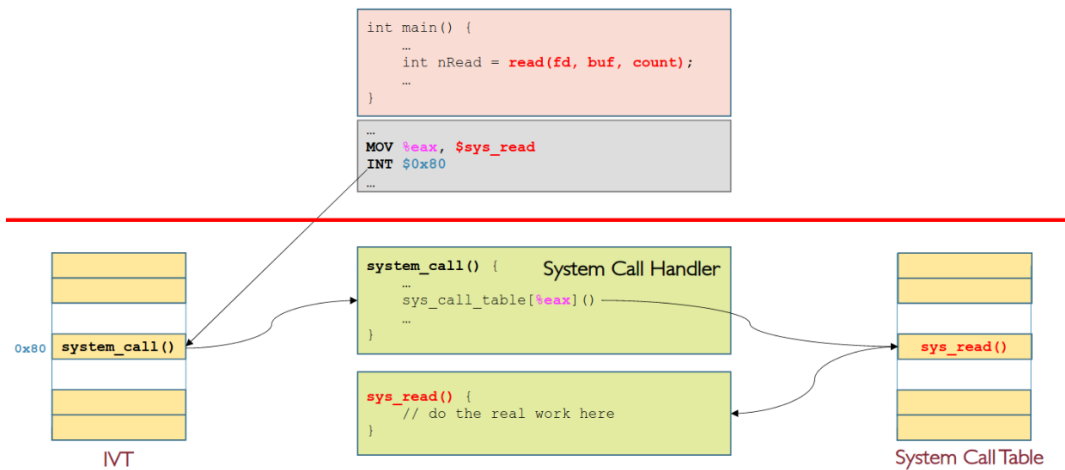 int main() {
…
int nRead = read(fd, buf, count);
…
}
…
MOV %eax, $sys_read
INT $0x80
…
system_call() {
System Call Handler
…
sys_call_table[%eax]()
…
}
0x80
system_call()
sys_read()
sys_read() {
// do the real work here
}
IVT
System Call Table